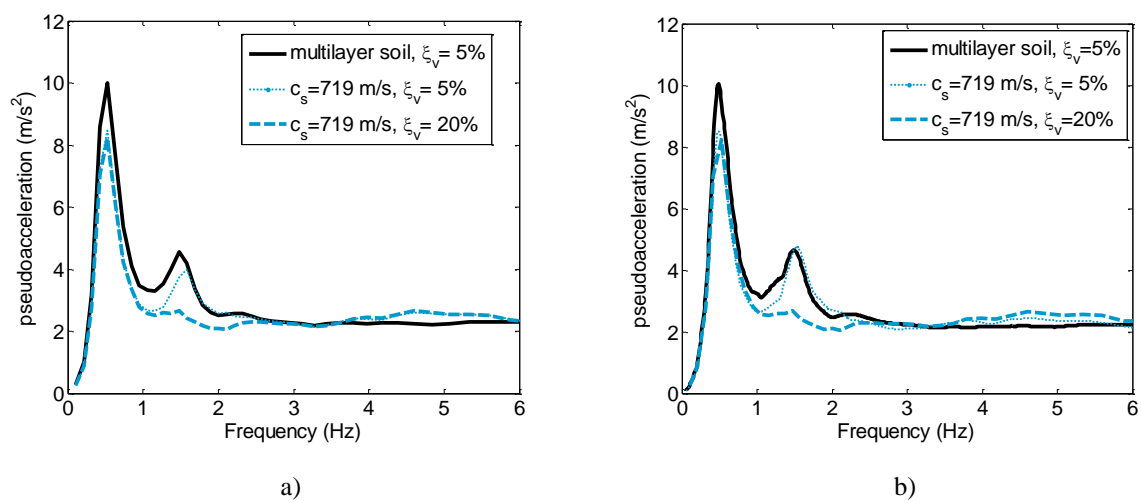 12
10
8
6
4
2
0
pseudoacceleration (m/s²)
multilayer soil, ξᵥ= 5%
cₛ=719 m/s, ξᵥ= 5%
cₛ=719 m/s, ξᵥ= 20%
0 1 2 3 4 5 6
Frequency (Hz)
a)
12
10
8
6
4
2
0
pseudoacceleration (m/s²)
multilayer soil, ξᵥ=5%
cₛ=719 m/s, ξᵥ= 5%
cₛ=719 m/s, ξᵥ=20%
0 1 2 3 4 5 6
Frequency (Hz)
b)